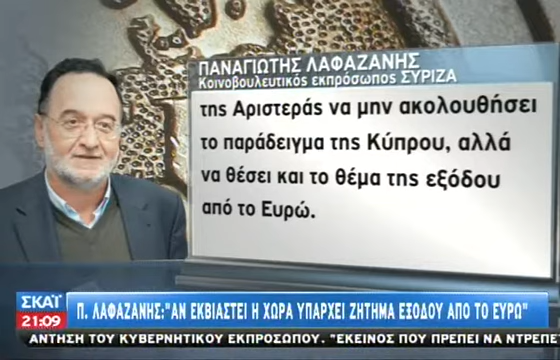 ΠΑΝΑΓΙΩΤΗΣ ΛΑΦΑΖΑΝΗΣ
Κοινοβουλευτικός εκπρόσωπος ΣΥΡΙΖΑ
της Αριστεράς να μην ακολουθήσει
το παράδειγμα της Κύπρου, αλλά
να θέσει και το θέμα της εξόδου
από το Ευρώ.
ΣΚΑΪ
21:09
Π. ΛΑΦΑΖΑΝΗΣ:"ΑΝ ΕΚΒΙΑΣΤΕΙ Η ΧΩΡΑ ΥΠΑΡΧΕΙ ΖΗΤΗΜΑ ΕΞΟΔΟΥ ΑΠΟ ΤΟ ΕΥΡΩ"
ΑΝΤΗΣΗ ΤΟΥ ΚΥΒΕΡΝΗΤΙΚΟΥ ΕΚΠΡΟΣΩΠΟΥ. "ΕΚΕΙΝΟΣ ΠΟΥ ΠΡΕΠΕΙ ΝΑ ΝΤΡΕΠΕ